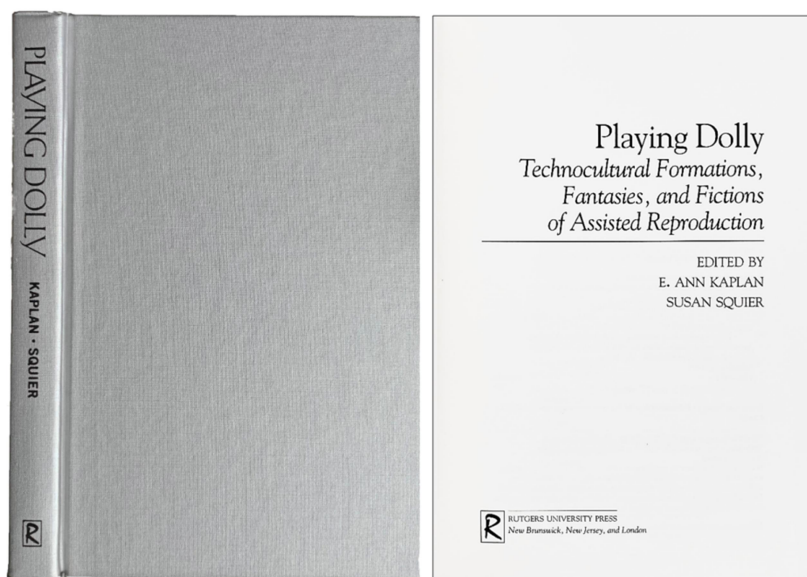 PLAYING DOLLY
KAPLAN · SQUIER
R
Playing Dolly
Technocultural Formations,
Fantasies, and Fictions
of Assisted Reproduction
EDITED BY
E. ANN KAPLAN
SUSAN SQUIER
R
RUTGERS UNIVERSITY PRESS
New Brunswick, New Jersey, and London